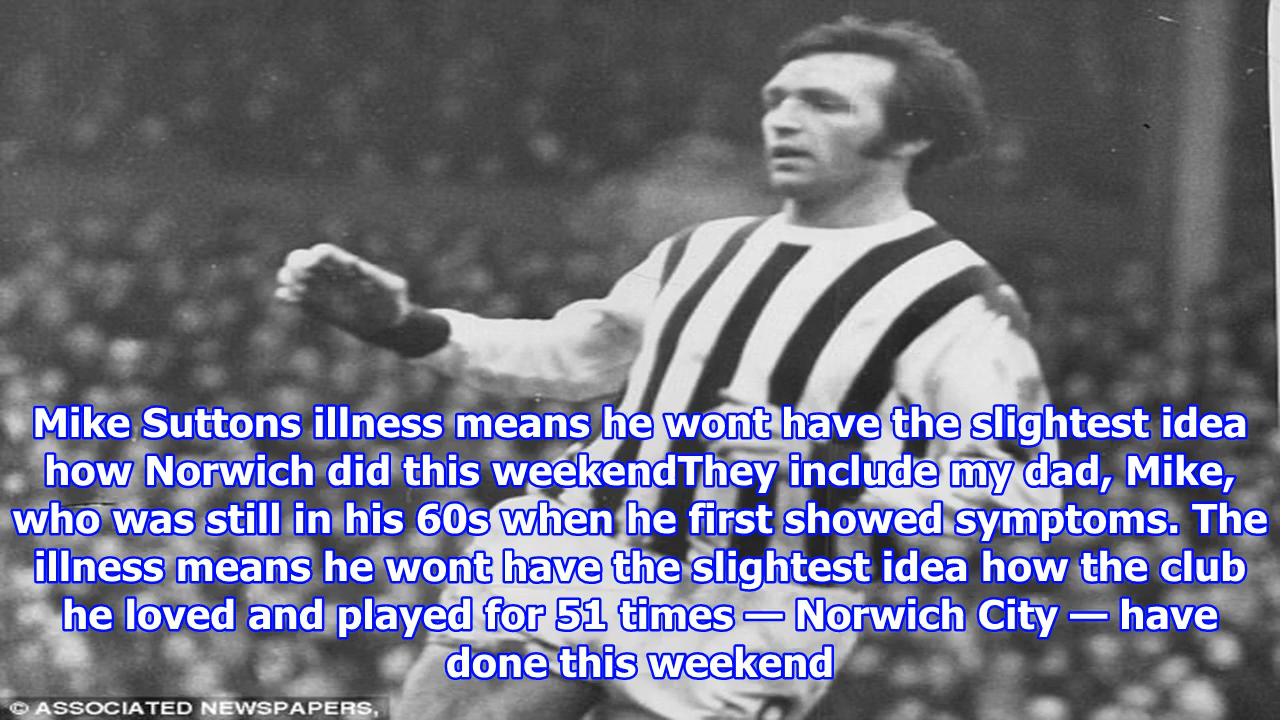 Mike Suttons illness means he wont have the slightest idea
how Norwich did this weekendThey include my dad, Mike,
who was still in his 60s when he first showed symptoms. The
illness means he wont have the slightest idea how the club
he loved and played for 51 times — Norwich City — have
done this weekend
© ASSOCIATED NEWSPAPERS,